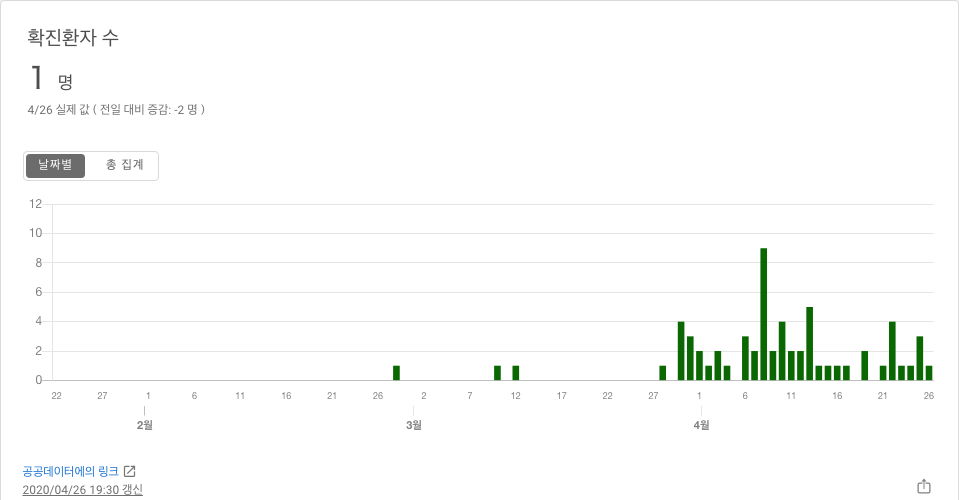 확진환자 수
1 명
4/26 실제 값 ( 전일 대비 증감: -2 명 )
날짜별 총 집계
12
10
8
6
4
2
0
22 27 1 6 11 16 21 26 2 7 12 17 22 27 1 6 11 16 21 26
2월 3월 4월
공공데이터에의 링크
2020/04/26 19:30 갱신